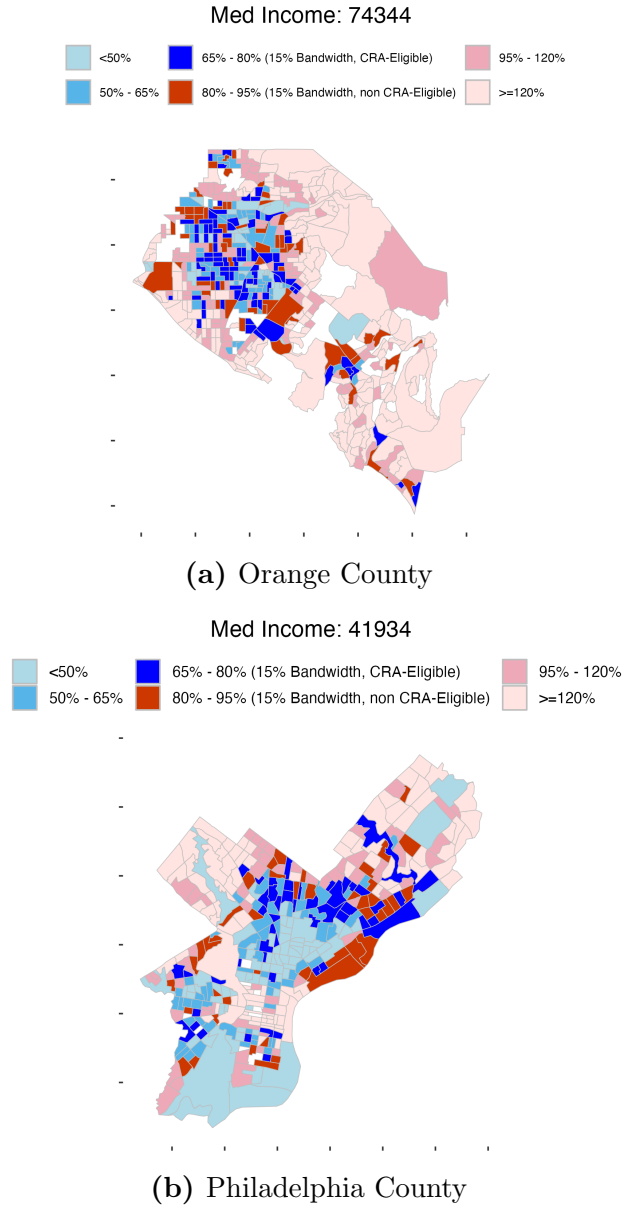 Med Income: 74344
<50% 65% - 80% (15% Bandwidth, CRA-Eligible) 95% - 120%
50% - 65% 80% - 95% (15% Bandwidth, non CRA-Eligible) >=120%
(a) Orange County
Med Income: 41934
<50% 65% - 80% (15% Bandwidth, CRA-Eligible) 95% - 120%
50% - 65% 80% - 95% (15% Bandwidth, non CRA-Eligible) >=120%
(b) Philadelphia County